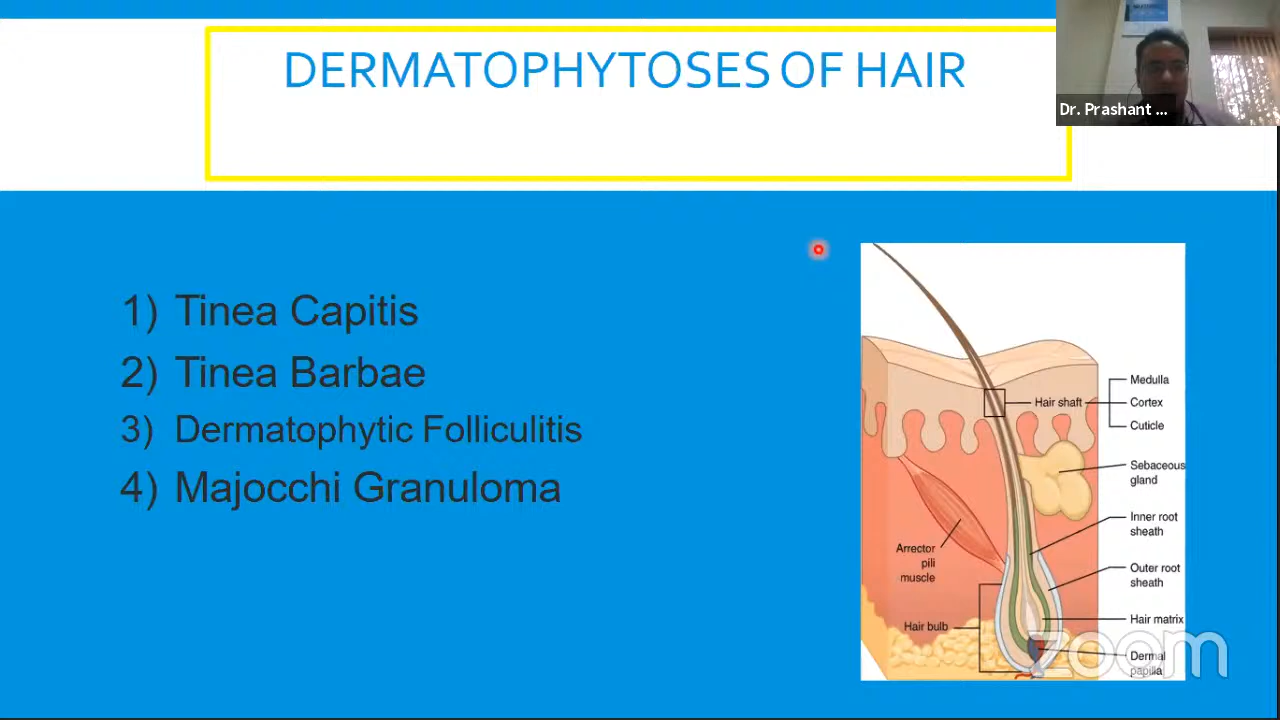 DERMATOPHYTOSES OF HAIR
Dr. Prashant ...
1) Tinea Capitis
2) Tinea Barbae
3) Dermatophytic Folliculitis
4) Majocchi Granuloma
Medulla
Hair shaft
Cortex
Cuticle
Sebaceous
gland
Inner root
sheath
Arrector
pili
muscle
Outer root
sheath
Hair matrix
Hair bulb
Dermal
papilla
zoom